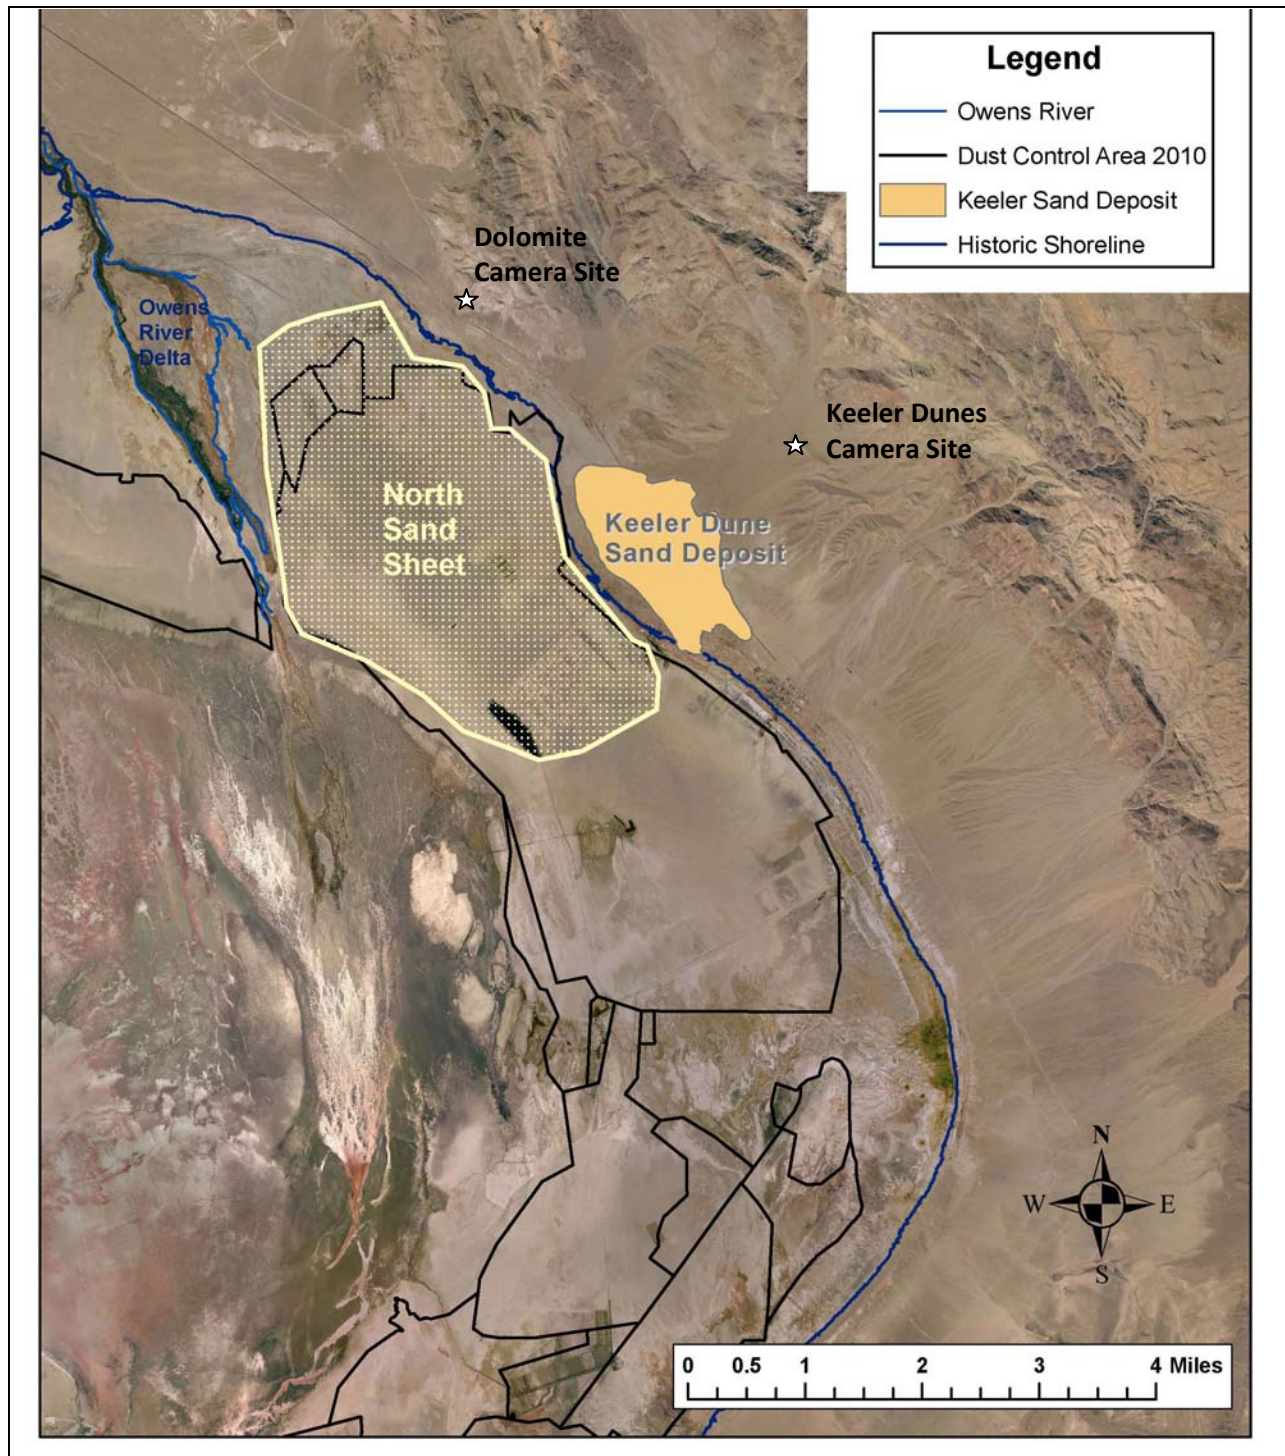 Legend
Owens River
Dust Control Area 2010
Keeler Sand Deposit
Historic Shoreline
Dolomite
Camera Site
Owens
River
Delta
Keeler Dunes
Camera Site
North
Sand
Sheet
Keeler Dune
Sand Deposit
N
W E
S
0 0.5 1 2 3 4 Miles